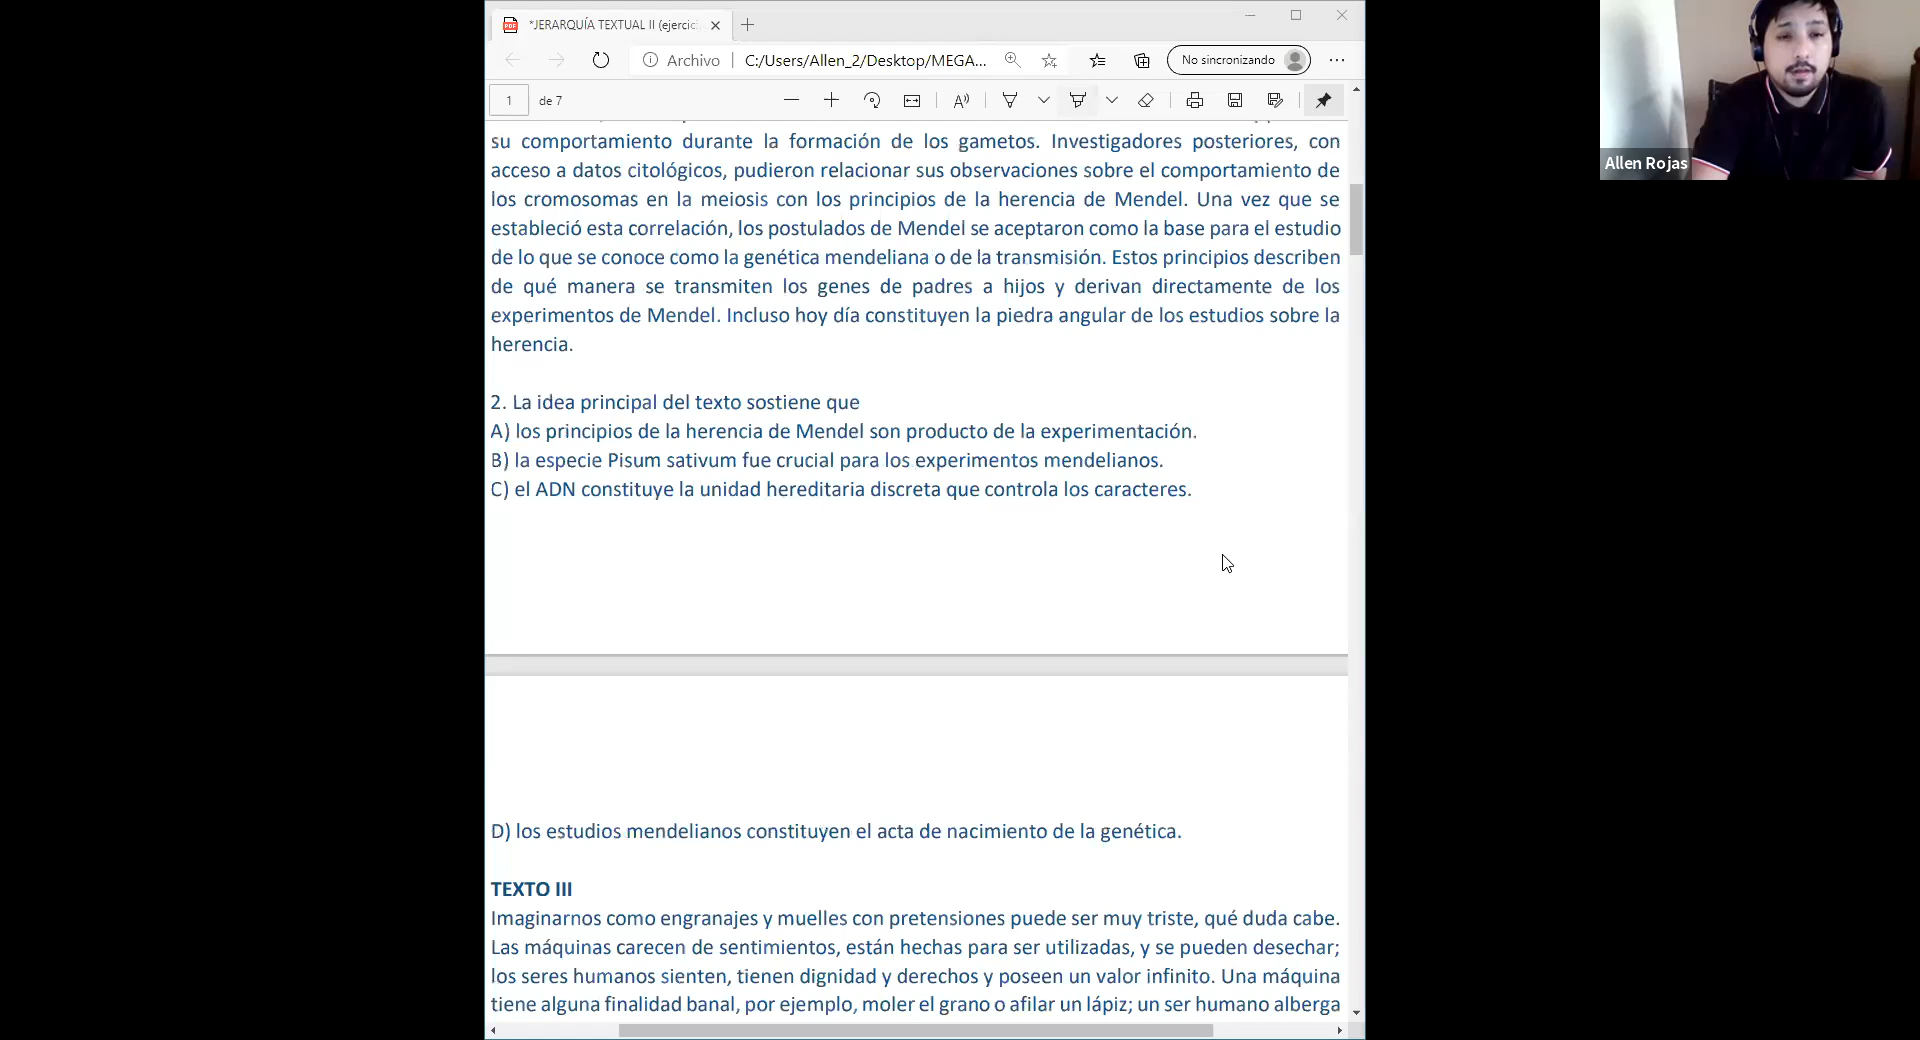 *JERARQUÍA TEXTUAL II (ejercic
Archivo
C:/Users/Allen_2/Desktop/MEGA...
No sincronizando
1 de 7
su comportamiento durante la formación de los gametos. Investigadores posteriores, con
acceso a datos citológicos, pudieron relacionar sus observaciones sobre el comportamiento de
los cromosomas en la meiosis con los principios de la herencia de Mendel. Una vez que se
estableció esta correlación, los postulados de Mendel se aceptaron como la base para el estudio
de lo que se conoce como la genética mendeliana o de la transmisión. Estos principios describen
de qué manera se transmiten los genes de padres a hijos y derivan directamente de los
experimentos de Mendel. Incluso hoy día constituyen la piedra angular de los estudios sobre la
herencia.
2. La idea principal del texto sostiene que
A) los principios de la herencia de Mendel son producto de la experimentación.
B) la especie Pisum sativum fue crucial para los experimentos mendelianos.
C) el ADN constituye la unidad hereditaria discreta que controla los caracteres.
D) los estudios mendelianos constituyen el acta de nacimiento de la genética.
TEXTO III
Imaginarnos como engranajes y muelles con pretensiones puede ser muy triste, qué duda cabe.
Las máquinas carecen de sentimientos, están hechas para ser utilizadas, y se pueden desechar;
los seres humanos sienten, tienen dignidad y derechos y poseen un valor infinito. Una máquina
tiene alguna finalidad banal, por ejemplo, moler el grano o afilar un lápiz; un ser humano alberga
Allen Rojas